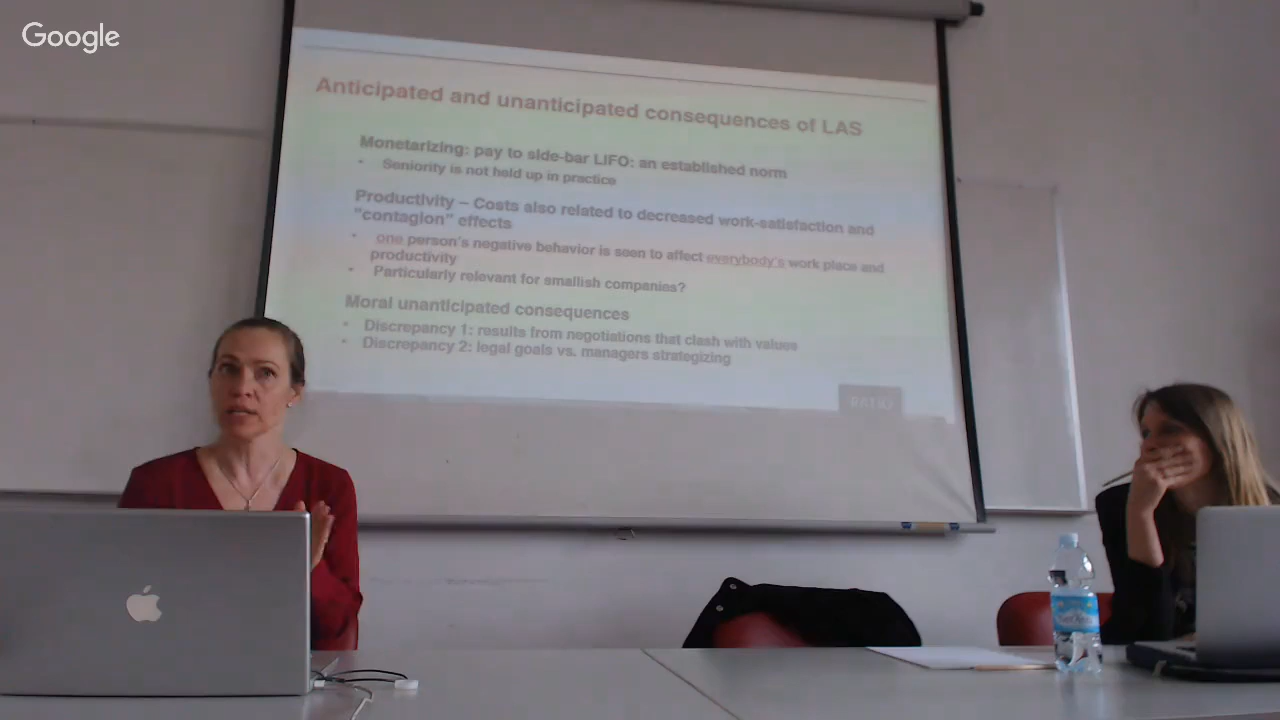 Google
Anticipated and unanticipated consequences of LAS
Monetarizing: pay to side-bar LIFO: an established norm
• Seniority is not held up in practice
Productivity – Costs also related to decreased work-satisfaction and
"contagion" effects
• one person's negative behavior is seen to affect everybody's work place and
productivity
• Particularly relevant for smallish companies?
Moral unanticipated consequences
• Discrepancy 1: results from negotiations that clash with values
• Discrepancy 2: legal goals vs. managers strategizing
RATIO